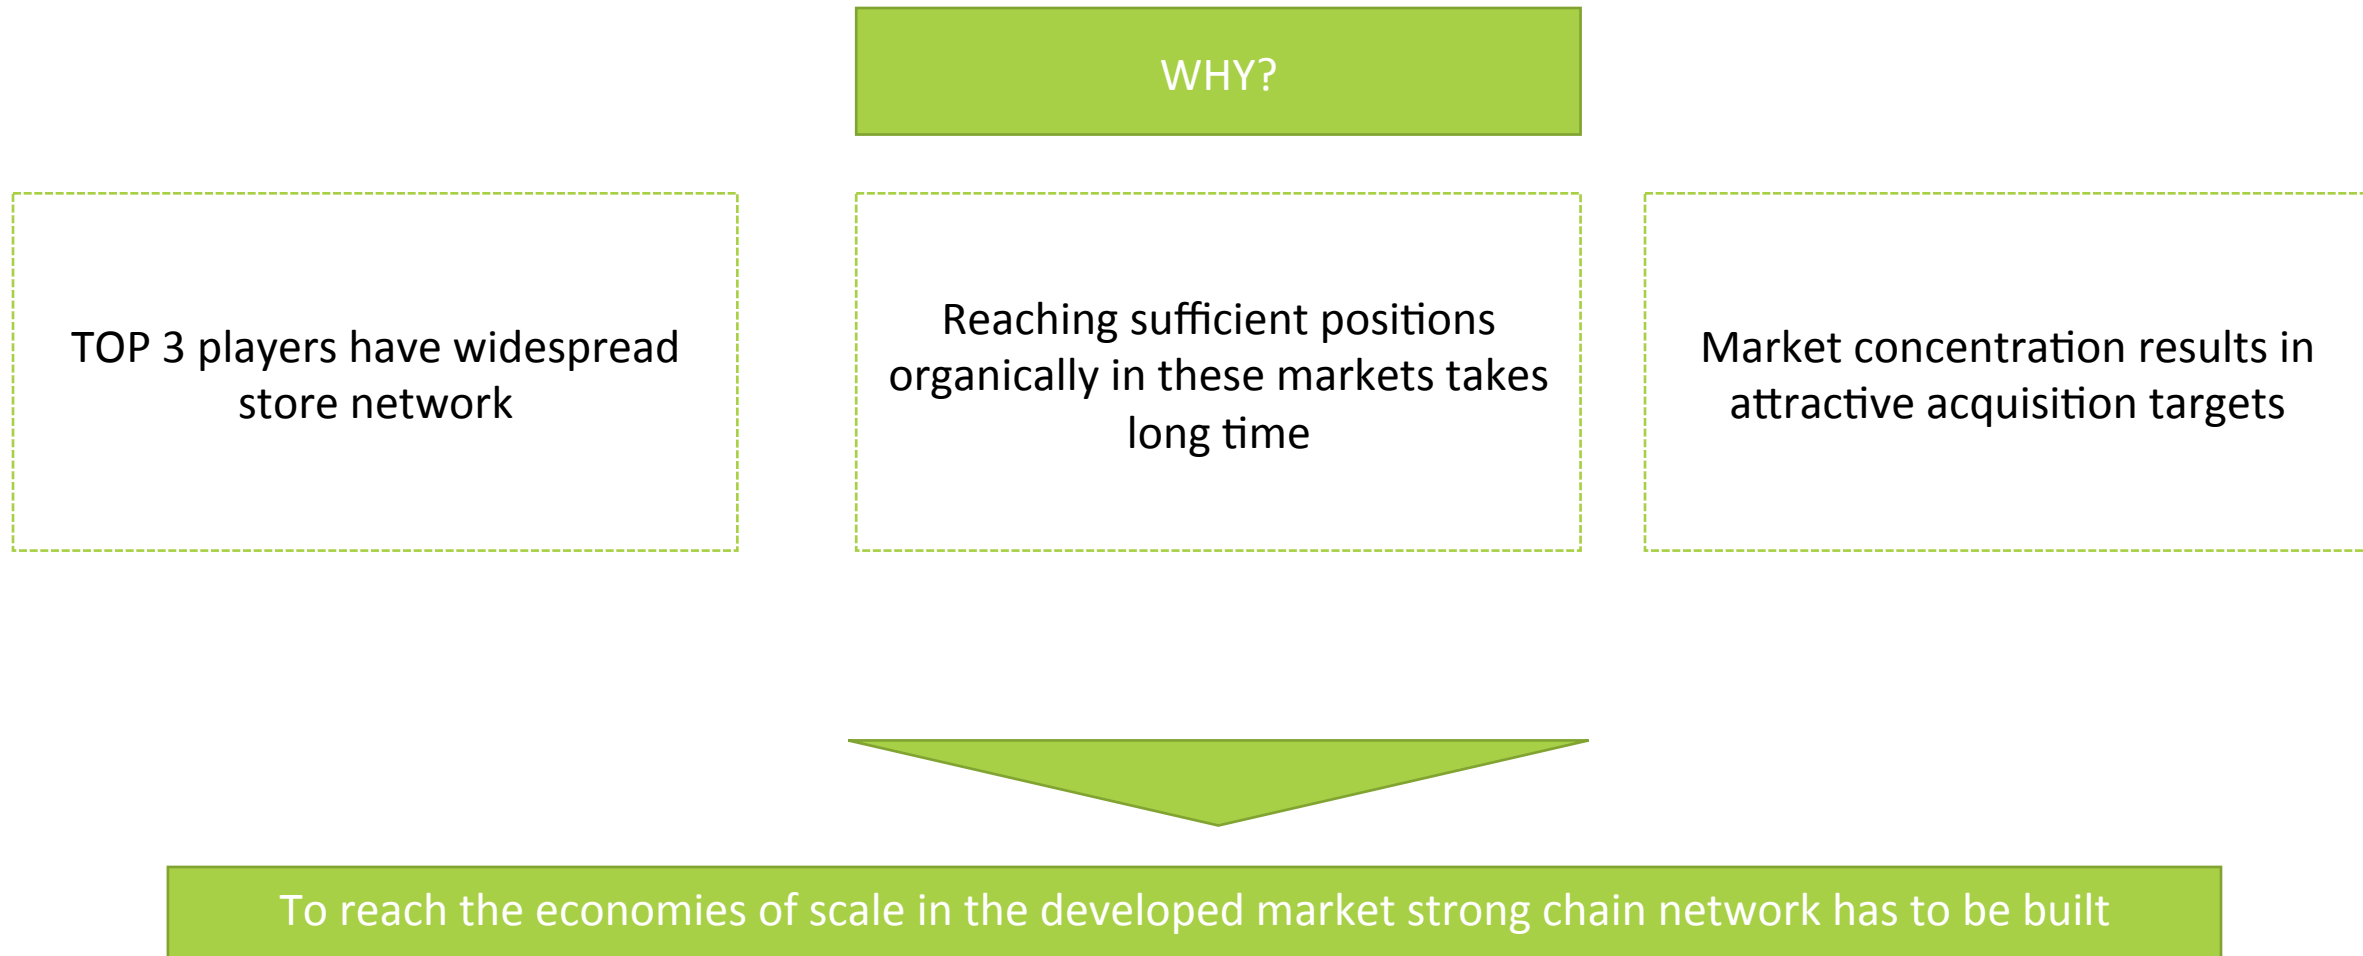 WHY?
TOP 3 players have widespread
store network
Reaching sufficient positions
organically in these markets takes
long time
Market concentration results in
attractive acquisition targets
To reach the economies of scale in the developed market strong chain network has to be built